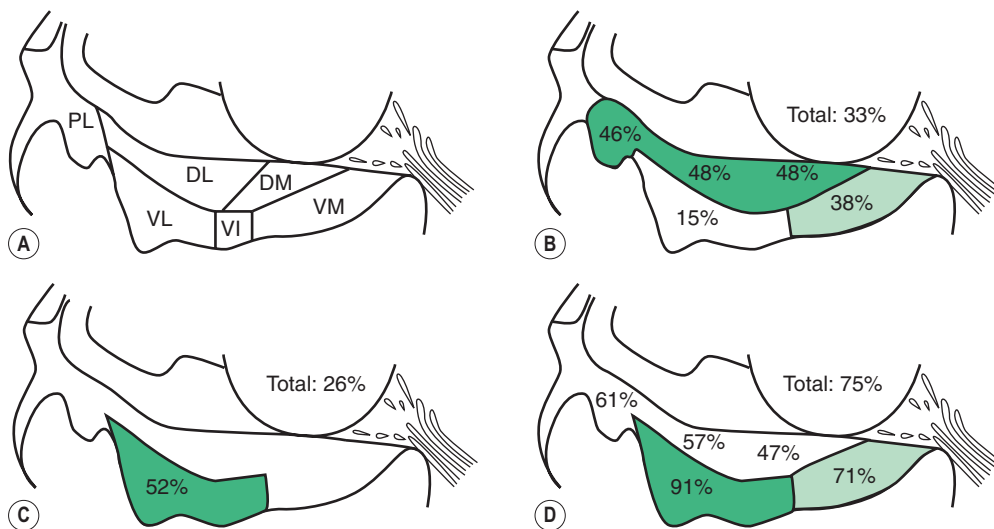 PL
DL
DM
VL
VI
VM
A
Total: 33%
46%
48%
48%
38%
15%
B
Total: 26%
52%
C
Total: 75%
61%
57%
47%
71%
91%
D